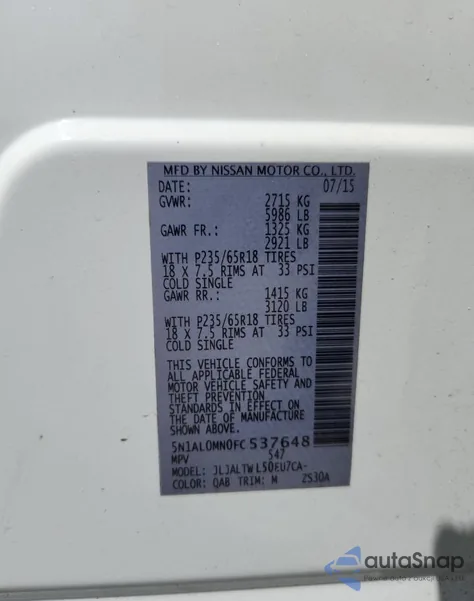 MFD BY NISSAN MOTOR CO., LTD.
DATE: 07/15
GVWR: 2715 KG
5986 LB
GAWR FR.: 1325 KG
2921 LB
WITH P235/65R18 TIRES
18 X 7.5 RIMS AT 33 PSI
COLD SINGLE
GAWR RR.: 1415 KG
3120 LB
WITH P235/65R18 TIRES
18 X 7.5 RIMS AT 33 PSI
COLD SINGLE
THIS VEHICLE CONFORMS TO
ALL APPLICABLE FEDERAL
MOTOR VEHICLE SAFETY AND
THEFT PREVENTION
STANDARDS IN EFFECT ON
THE DATE OF MANUFACTURE
SHOWN ABOVE.
5N1AL0MN0FC537648
MPV 547
MODEL: JLJALTWL50EU7CA-
COLOR: QAB TRIM: M ZS30A
autoSnap